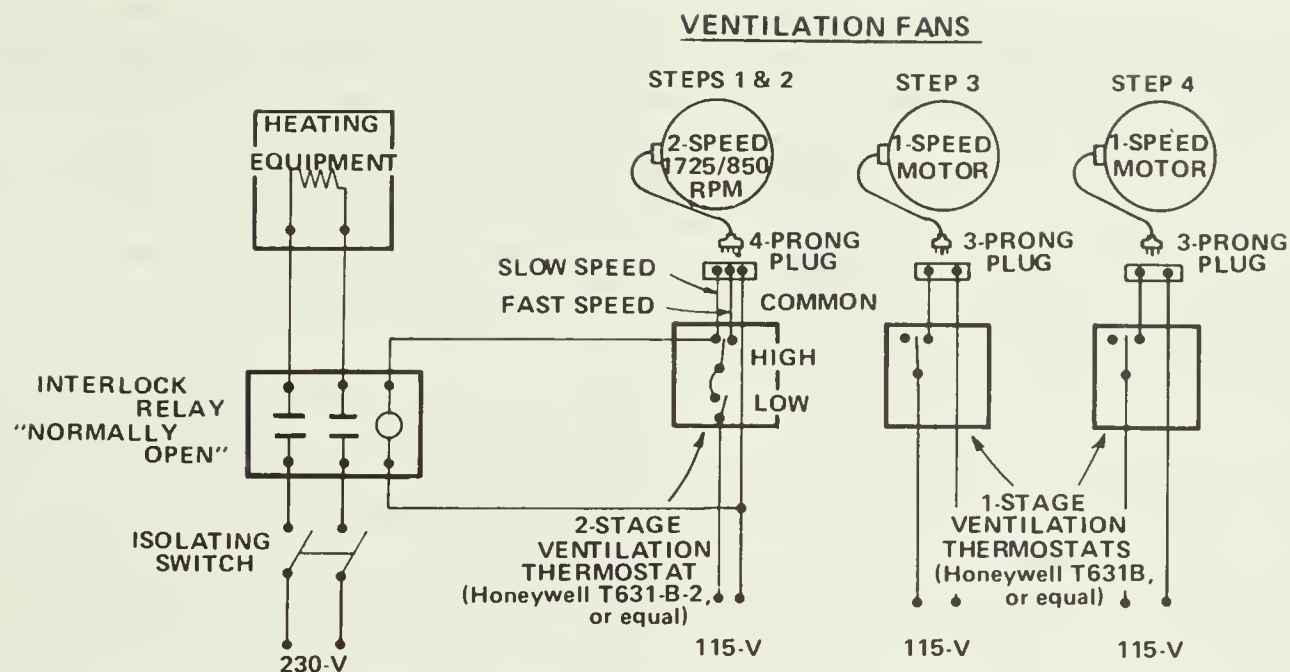 VENTILATION FANS
STEPS 1 & 2
STEP 3
STEP 4
HEATING
EQUIPMENT
2-SPEED
1725/850
RPM
1-SPEED
MOTOR
1-SPEED
MOTOR
4-PRONG
PLUG
3-PRONG
PLUG
3-PRONG
PLUG
SLOW SPEED
FAST SPEED
COMMON
HIGH
LOW
INTERLOCK
RELAY
"NORMALLY
OPEN"
ISOLATING
SWITCH
2-STAGE
VENTILATION
THERMOSTAT
(Honeywell T631-B-2,
or equal)
1-STAGE
VENTILATION
THERMOSTATS
(Honeywell T631B,
or equal)
230-V
115-V
115-V
115-V